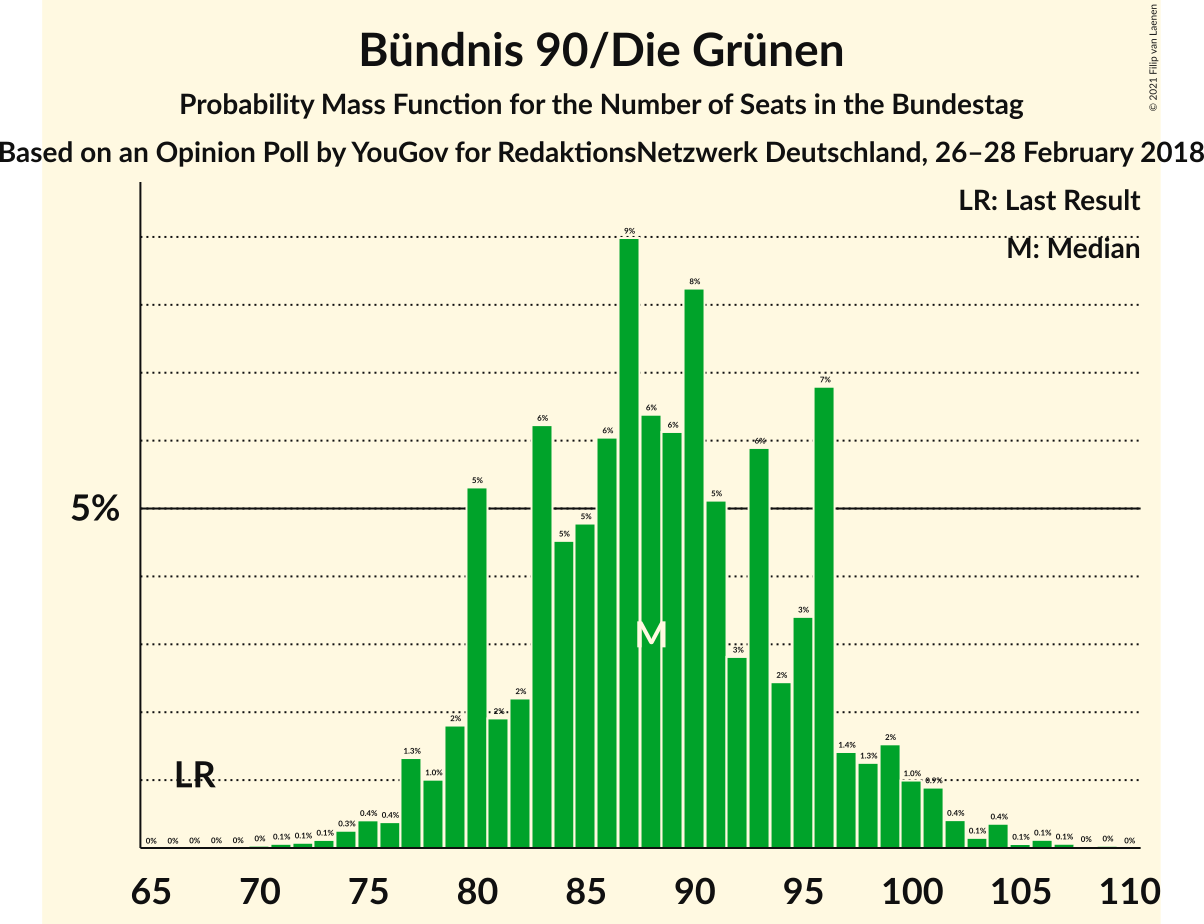 Bündnis 90/Die Grünen
Probability Mass Function for the Number of Seats in the Bundestag
Based on an Opinion Poll by YouGov for RedaktionsNetzwerk Deutschland, 26–28 February 2018
© 2021 Filip van Laenen
LR: Last Result
M: Median
5%
LR
M
0% 0% 0% 0% 0% 0% 0.1% 0.1% 0.1% 0.3% 0.4% 0.4% 1.3% 1.0% 2% 5% 2% 2% 6% 5% 5% 6% 9% 6% 6% 8% 5% 3% 6% 2% 3% 7% 1.4% 1.3% 2% 1.0% 0.9% 0.4% 0.1% 0.4% 0.1% 0.1% 0.1% 0% 0% 0%
65 70 75 80 85 90 95 100 105 110